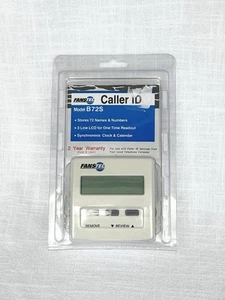 FANSTEL Caller ID
Model B72S
• Stores 72 Names & Numbers
• 3 Line LCD for One Time Readout
• Synchronous Clock & Calendar
2 Year Warranty
FANSTEL
REMOVE ▼ REVIEW ▲